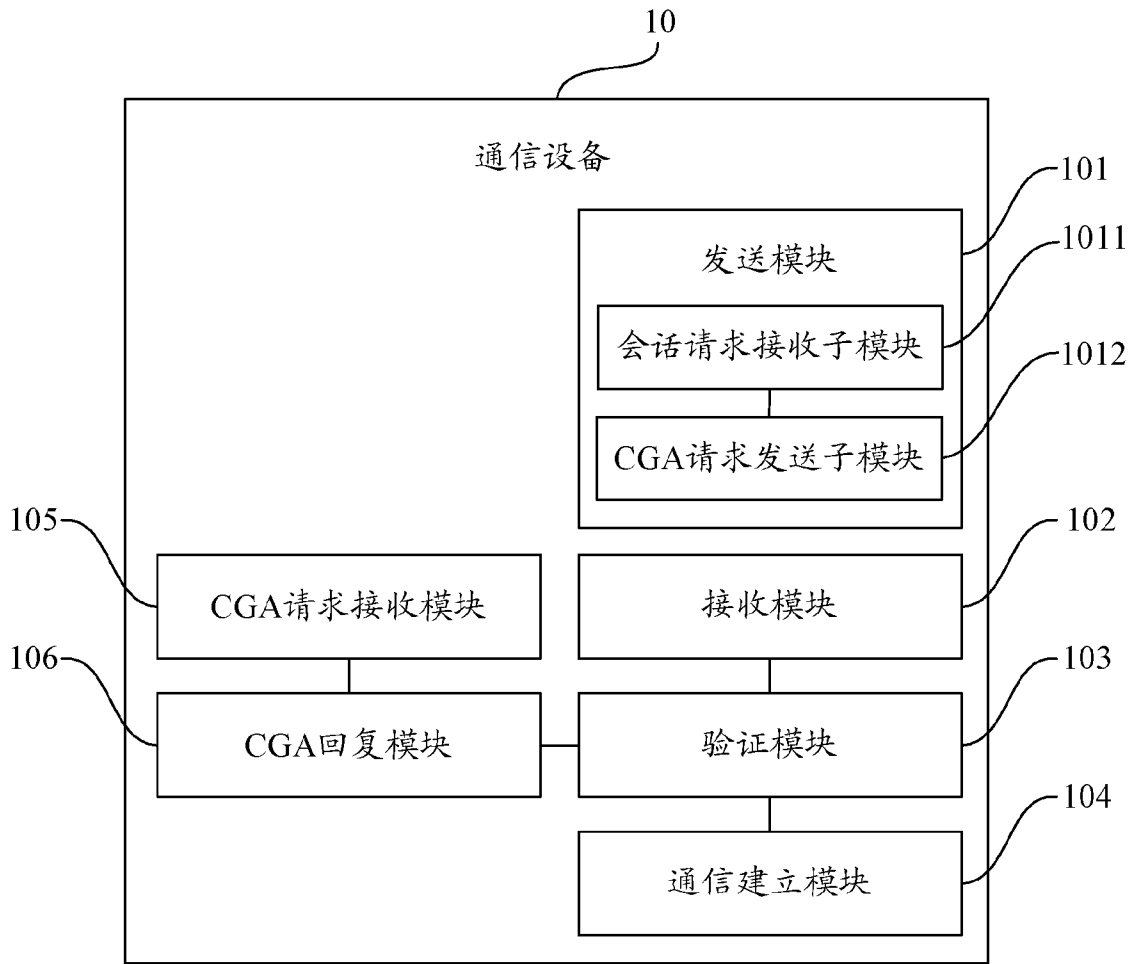 10
通信设备
101
发送模块
1011
会话请求接收子模块
1012
CGA请求发送子模块
105
102
CGA请求接收模块
接收模块
106
103
CGA回复模块
验证模块
104
通信建立模块